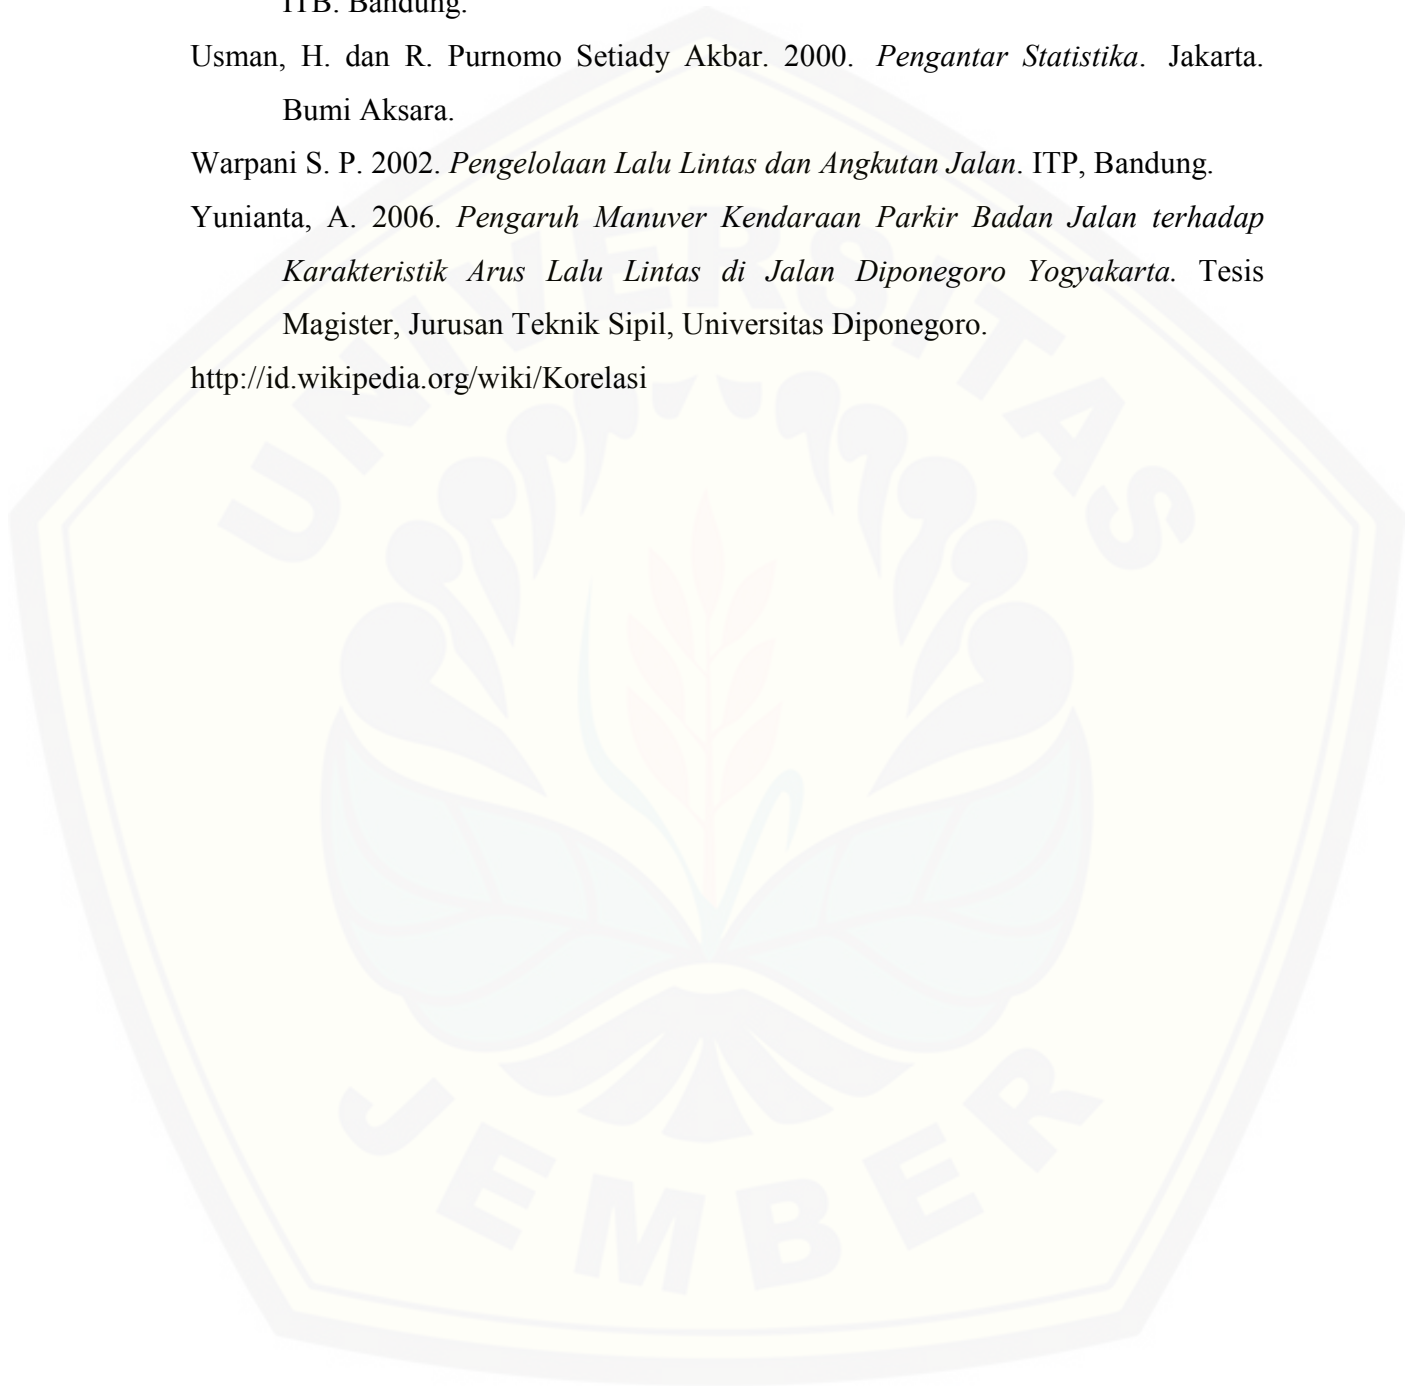 ITB. Bandung.
Usman, H. dan R. Purnomo Setiady Akbar. 2000. Pengantar Statistika. Jakarta.
Bumi Aksara.
Warpani S. P. 2002. Pengelolaan Lalu Lintas dan Angkutan Jalan. ITP, Bandung.
Yunianta, A. 2006. Pengaruh Manuver Kendaraan Parkir Badan Jalan terhadap
Karakteristik Arus Lalu Lintas di Jalan Diponegoro Yogyakarta. Tesis
Magister, Jurusan Teknik Sipil, Universitas Diponegoro.
http://id.wikipedia.org/wiki/Korelasi
UNIVERSITAS
JEMBER